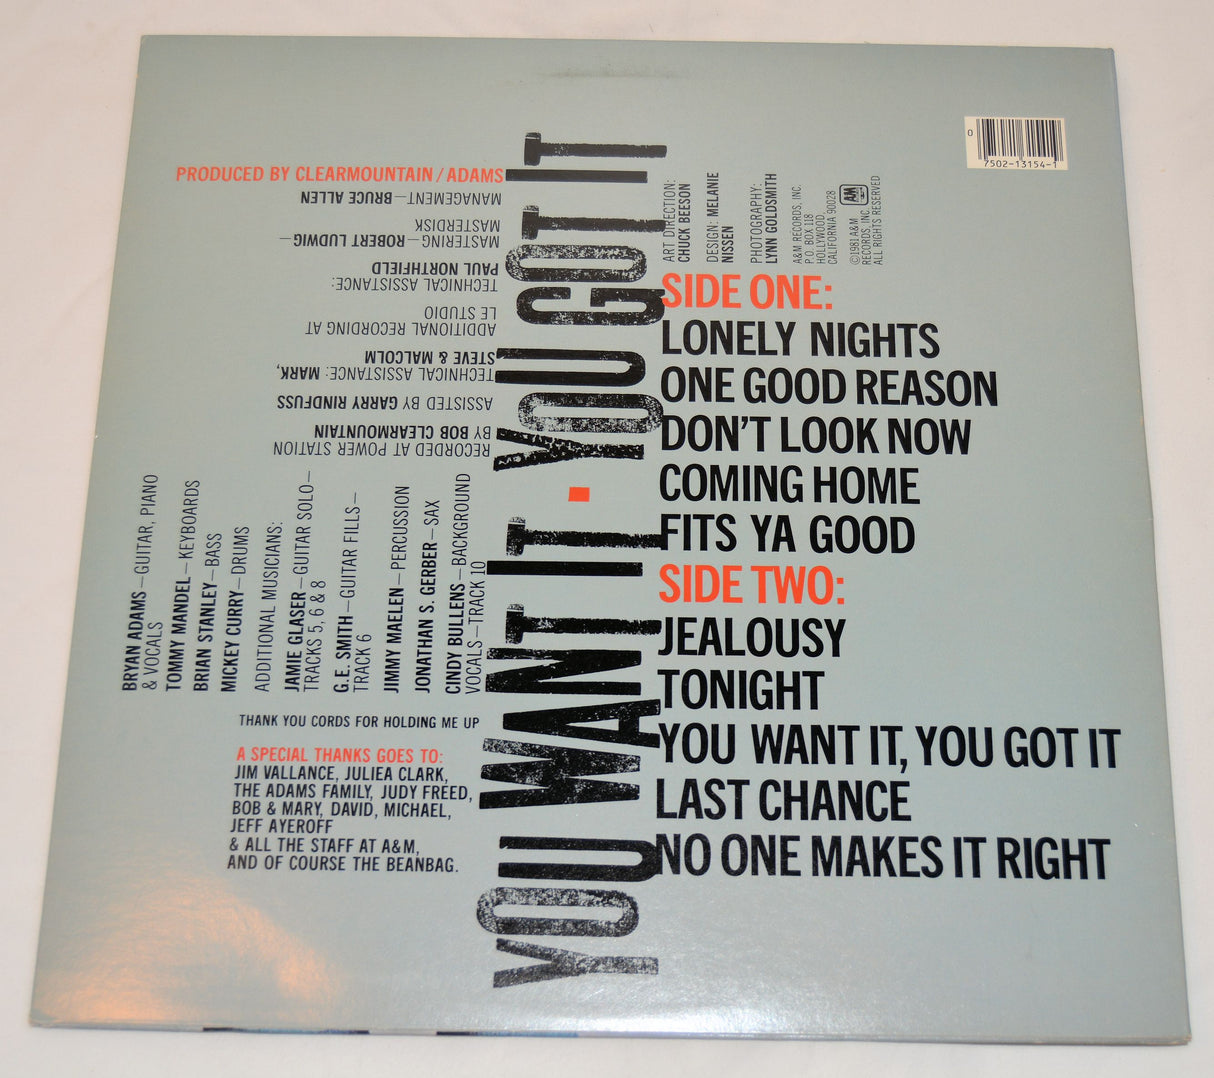 PRODUCED BY CLEARMOUNTAIN / ADAMS
RECORDED AT POWER STATION
BY BOB CLEARMOUNTAIN
ASSISTED BY GARRY RINDFUSS
TECHNICAL ASSISTANCE: MARK,
STEVE & MALCOLM
ADDITIONAL RECORDING AT
LE STUDIO
TECHNICAL ASSISTANCE:
PAUL NORTHFIELD
MASTERING—ROBERT LUDWIG—
MASTERDISK
MANAGEMENT—BRUCE ALLEN
BRYAN ADAMS—GUITAR, PIANO
& VOCALS
TOMMY MANDEL—KEYBOARDS
BRIAN STANLEY—BASS
MICKEY CURRY—DRUMS
ADDITIONAL MUSICIANS:
JAMIE GLASER—GUITAR SOLO—
TRACKS 5, 6 & 8
G.E. SMITH—GUITAR FILLS—
TRACK 6
JIMMY MAELEN—PERCUSSION
JONATHAN S. GERBER—SAX
CINDY BULLENS—BACKGROUND
VOCALS—TRACK 10
THANK YOU CORDS FOR HOLDING ME UP
A SPECIAL THANKS GOES TO:
JIM VALLANCE, JULIEA CLARK,
THE ADAMS FAMILY, JUDY FREED,
BOB & MARY, DAVID, MICHAEL,
JEFF AYEROFF
& ALL THE STAFF AT A&M,
AND OF COURSE THE BEANBAG.
YOU WANT IT · YOU GOT IT
ART DIRECTION:
CHUCK BEESON
DESIGN: MELANIE
NISSEN
PHOTOGRAPHY:
LYNN GOLDSMITH
A&M RECORDS, INC.
P.O. BOX 118
HOLLYWOOD,
CALIFORNIA 90028
AM
©1981 A&M
RECORDS, INC.
ALL RIGHTS RESERVED
0
7502-13154-1
SIDE ONE:
LONELY NIGHTS
ONE GOOD REASON
DON'T LOOK NOW
COMING HOME
FITS YA GOOD
SIDE TWO:
JEALOUSY
TONIGHT
YOU WANT IT, YOU GOT IT
LAST CHANCE
NO ONE MAKES IT RIGHT